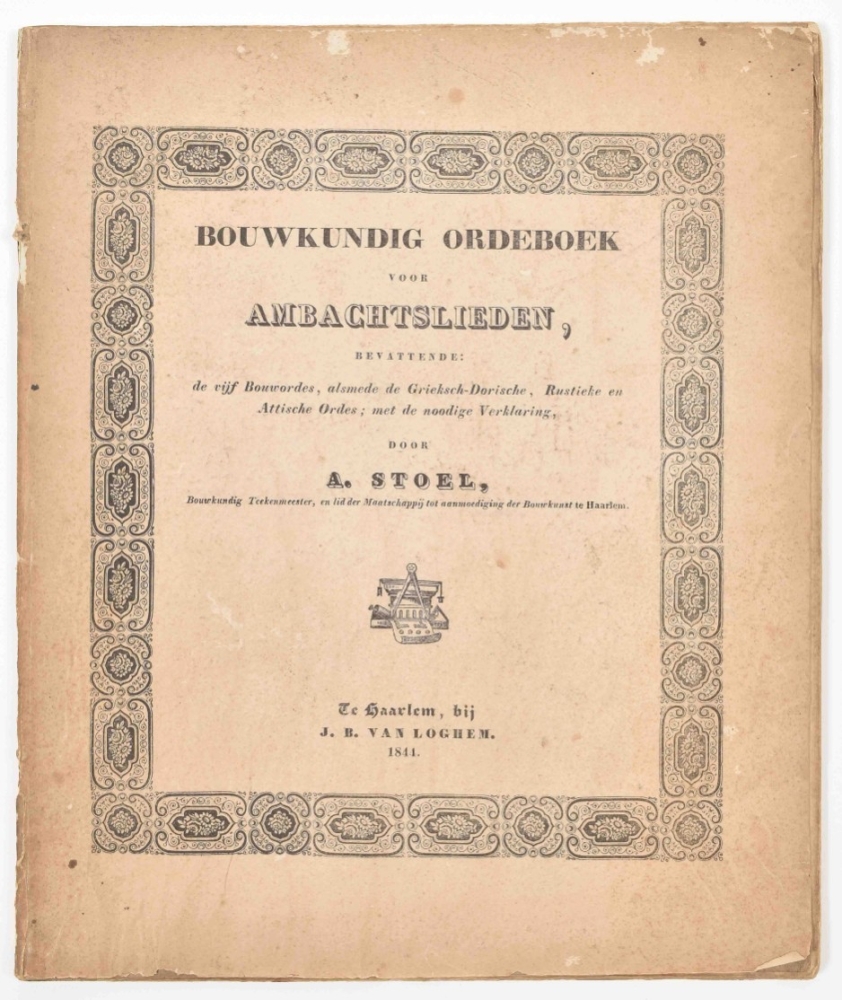 BOUWKUNDIG ORDEBOEK
VOOR
AMBACHTSLIEDEN,
BEVATTENDE:
de vijf Bouwordes, alsmede de Grieksch-Dorische, Rustieke en
Attische Ordes; met de noodige Verklaring,
DOOR
A. STOEL,
Bouwkundig Teekenmeester, en lid der Maatschappij tot aanmoediging der Bouwkunst te Haarlem.
Te Haarlem, bij
J. B. VAN LOGHEM.
1844.